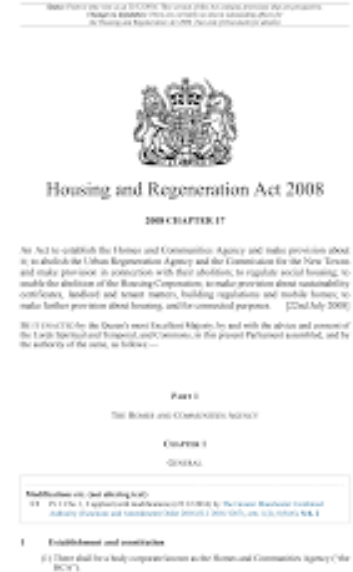 Housing and Regeneration Act 2008
2008 CHAPTER 17
An Act to establish the Homes and Communities Agency and make provision about
it; to abolish the Urban Regeneration Agency and the Commission for the New Towns
and make provision in connection with their abolition; to regulate social housing; to
enable the abolition of the Housing Corporation; to make provision about sustainability
certificates, landlord and tenant matters, building regulations and mobile homes; to
make further provision about housing; and for connected purposes. [22nd July 2008]
BE IT ENACTED by the Queen's most Excellent Majesty, by and with the advice and consent of
the Lords Spiritual and Temporal, and Commons, in this present Parliament assembled, and by
the authority of the same, as follows:—
PART 1
THE HOMES AND COMMUNITIES AGENCY
CHAPTER 1
GENERAL
Modifications etc. (not altering text)
1 Establishment and constitution
(1) There shall be a body corporate known as the Homes and Communities Agency ("the
HCA").